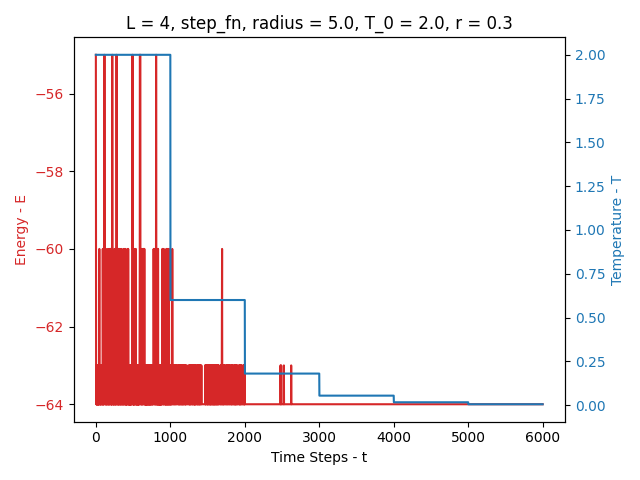 L = 4, step_fn, radius = 5.0, T_0 = 2.0, r = 0.3
Energy - E
−56
−58
−60
−62
−64
2.00
1.75
1.50
1.25
1.00
0.75
0.50
0.25
0.00
Temperature - T
0 1000 2000 3000 4000 5000 6000
Time Steps - t